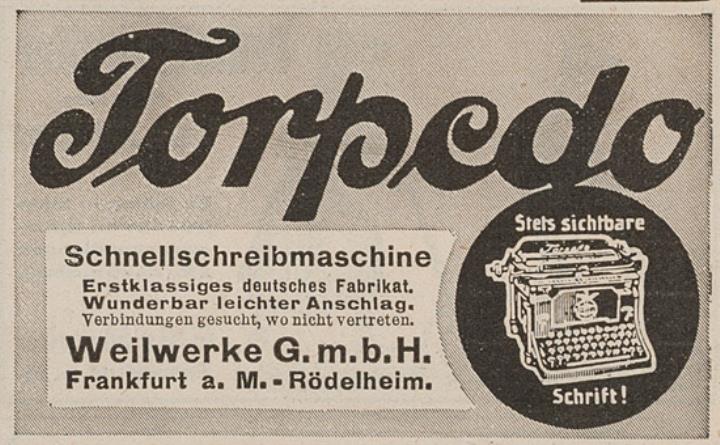 Torpedo
Schnellschreibmaschine
Erstklassiges deutsches Fabrikat.
Wunderbar leichter Anschlag.
Verbindungen gesucht, wo nicht vertreten.
Weilwerke G.m.b.H.
Frankfurt a. M.-Rödelheim.
Stets sichtbare
Torpedo
Schrift!